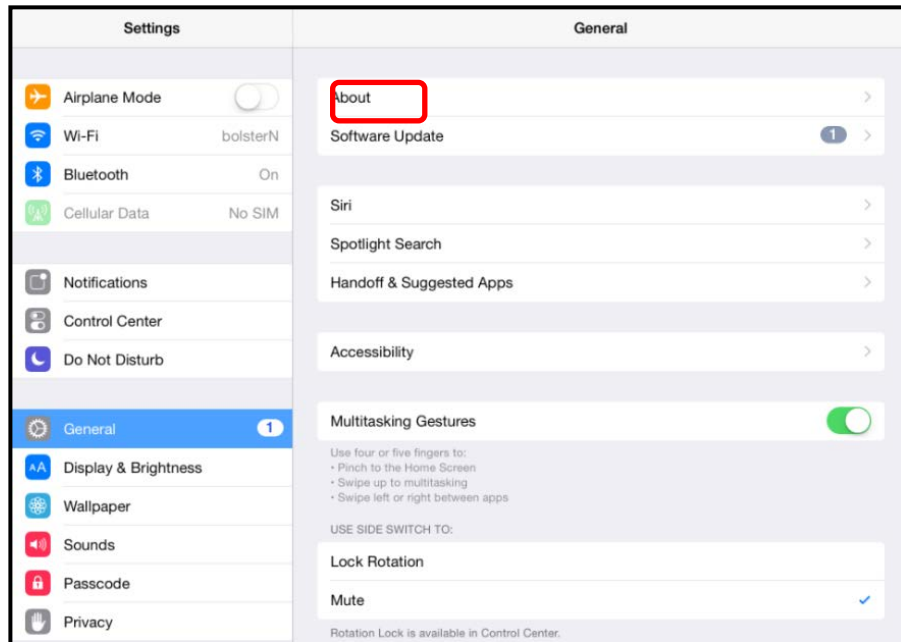 Settings
General
Airplane Mode
Wi-Fi bolsterN
Bluetooth On
Cellular Data No SIM
Notifications
Control Center
Do Not Disturb
General 1
AA Display & Brightness
Wallpaper
Sounds
Passcode
Privacy
About
Software Update 1
Siri
Spotlight Search
Handoff & Suggested Apps
Accessibility
Multitasking Gestures
Use four or five fingers to:
• Pinch to the Home Screen
• Swipe up to multitasking
• Swipe left or right between apps
USE SIDE SWITCH TO:
Lock Rotation
Mute
Rotation Lock is available in Control Center.